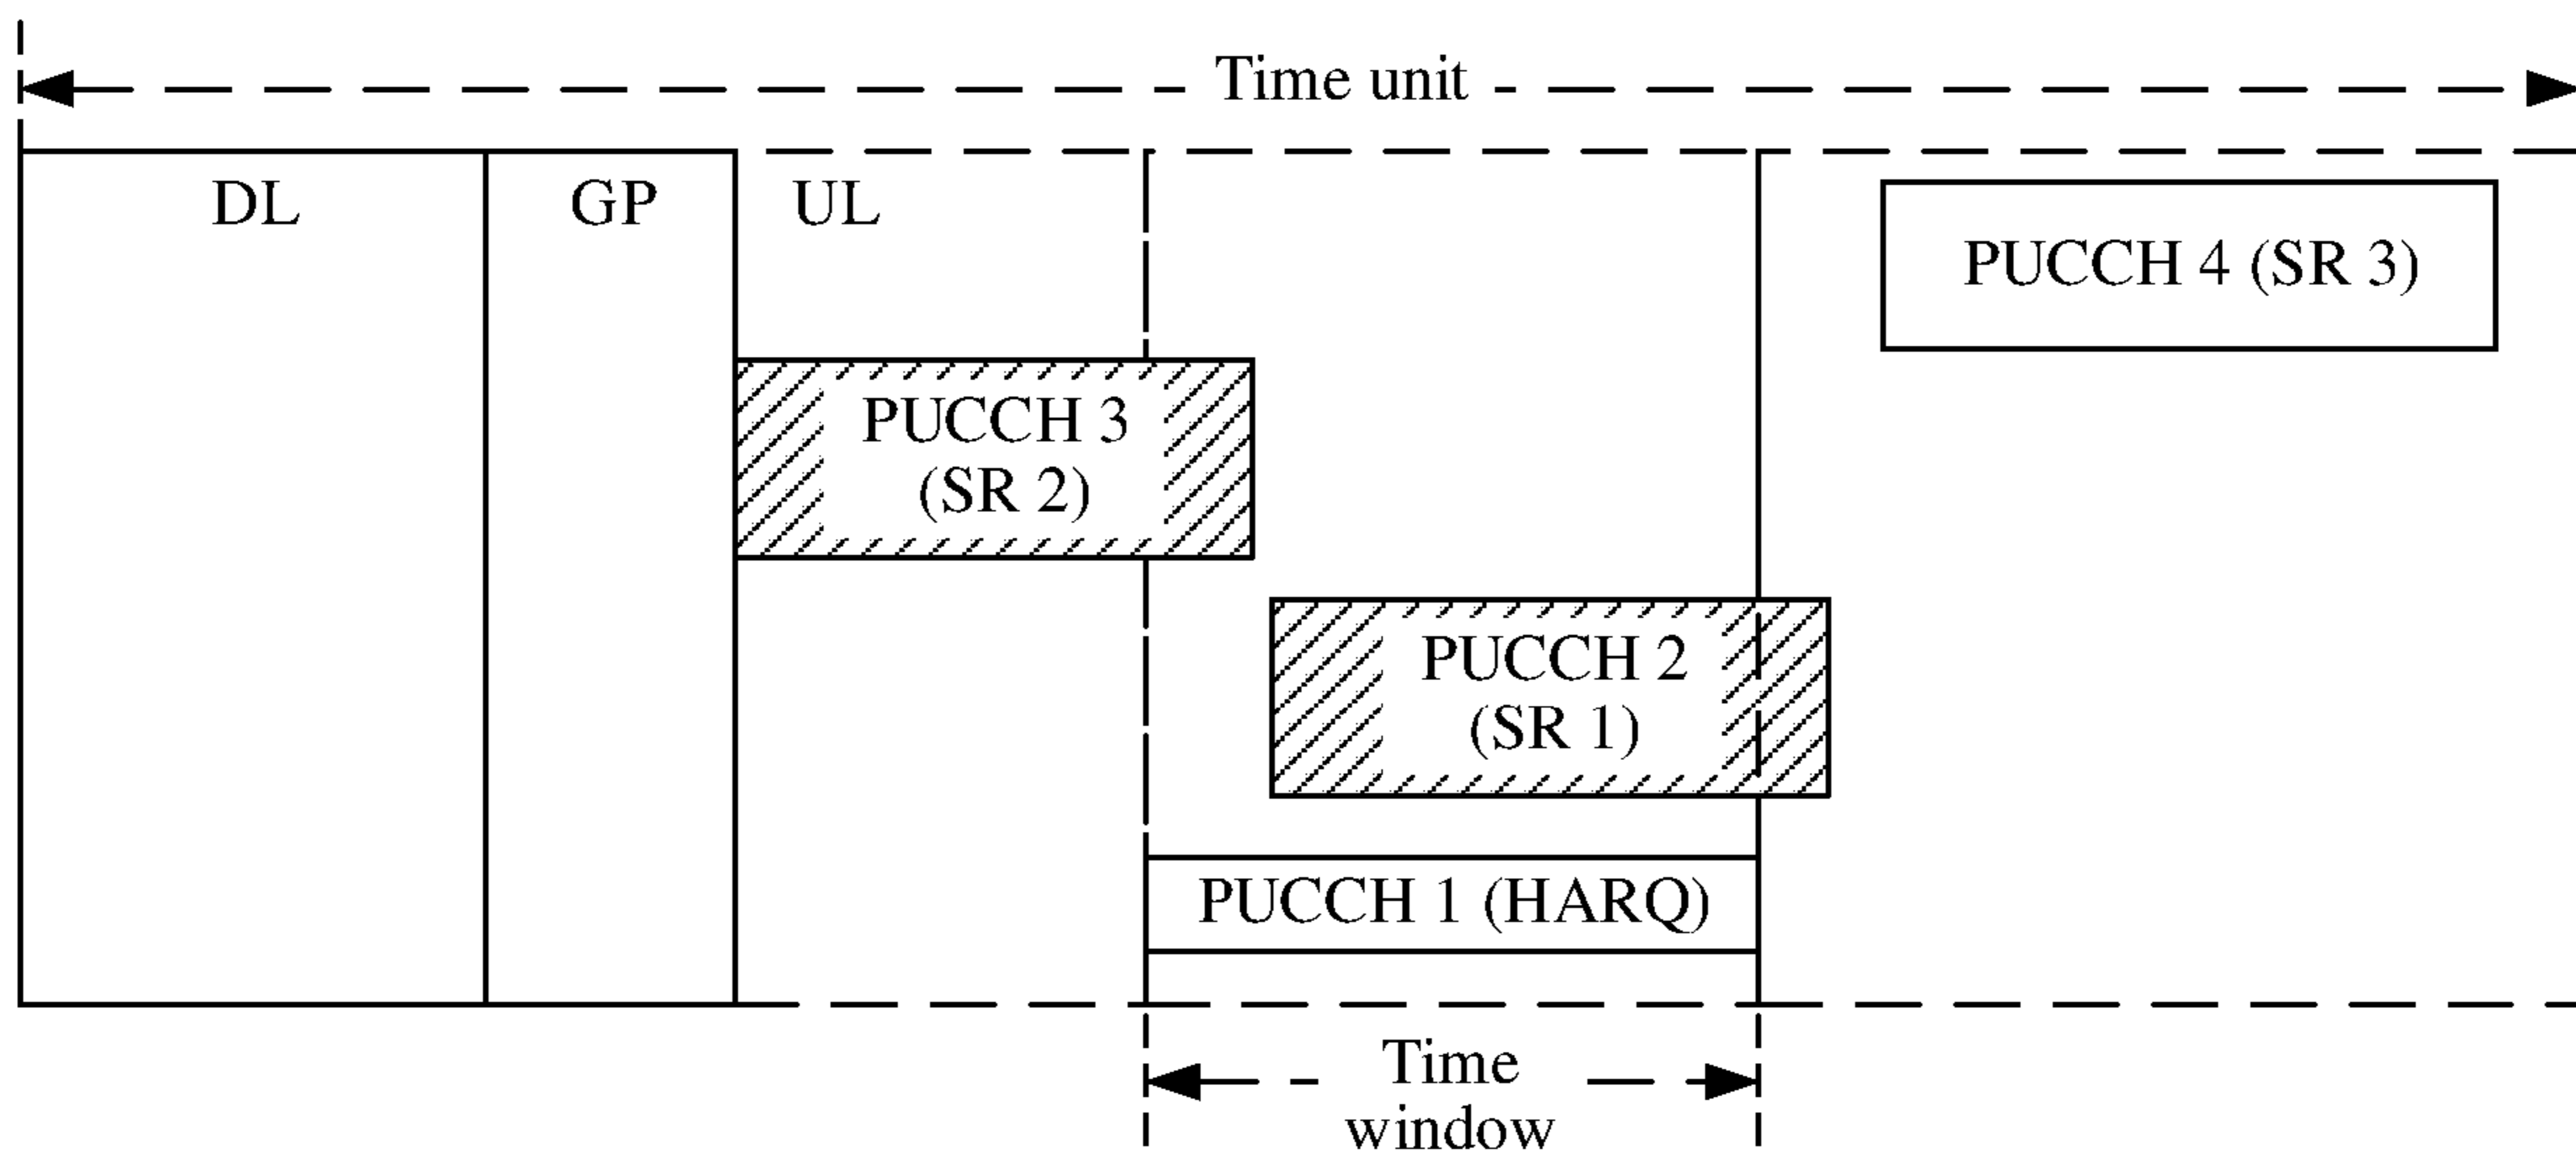 Time unit
DL
GP
UL
PUCCH 4 (SR 3)
PUCCH 3
(SR 2)
PUCCH 2
(SR 1)
PUCCH 1 (HARQ)
Time
window